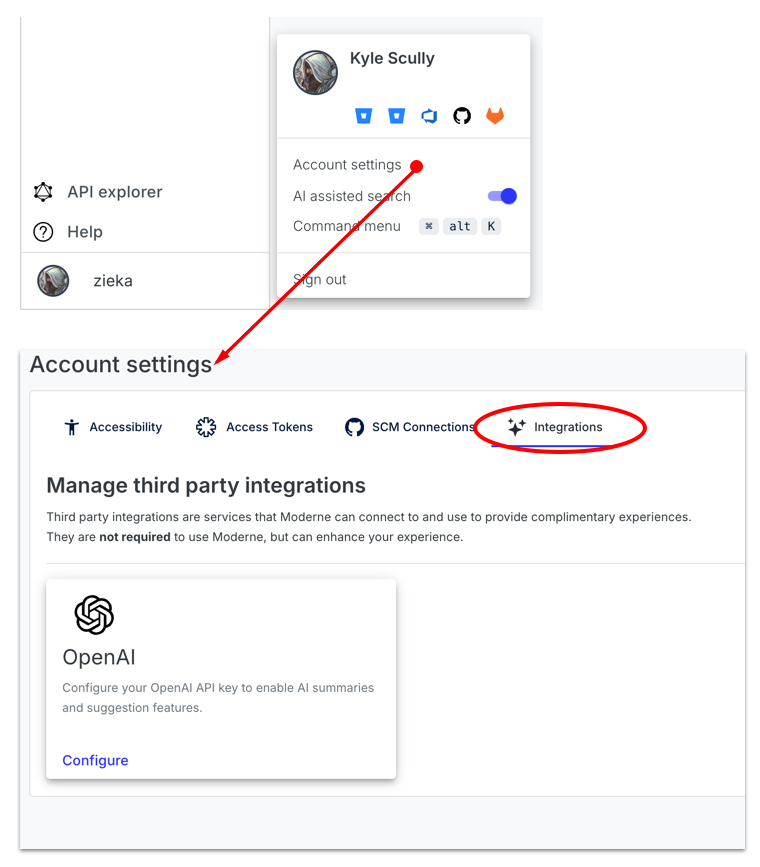 Kyle Scully
Account settings
AI assisted search
Command menu ⌘ alt K
Sign out
API explorer
Help
zieka
Account settings
Accessibility Access Tokens SCM Connections Integrations
Manage third party integrations
Third party integrations are services that Moderne can connect to and use to provide complimentary experiences.
They are not required to use Moderne, but can enhance your experience.
OpenAI
Configure your OpenAI API key to enable AI summaries
and suggestion features.
Configure